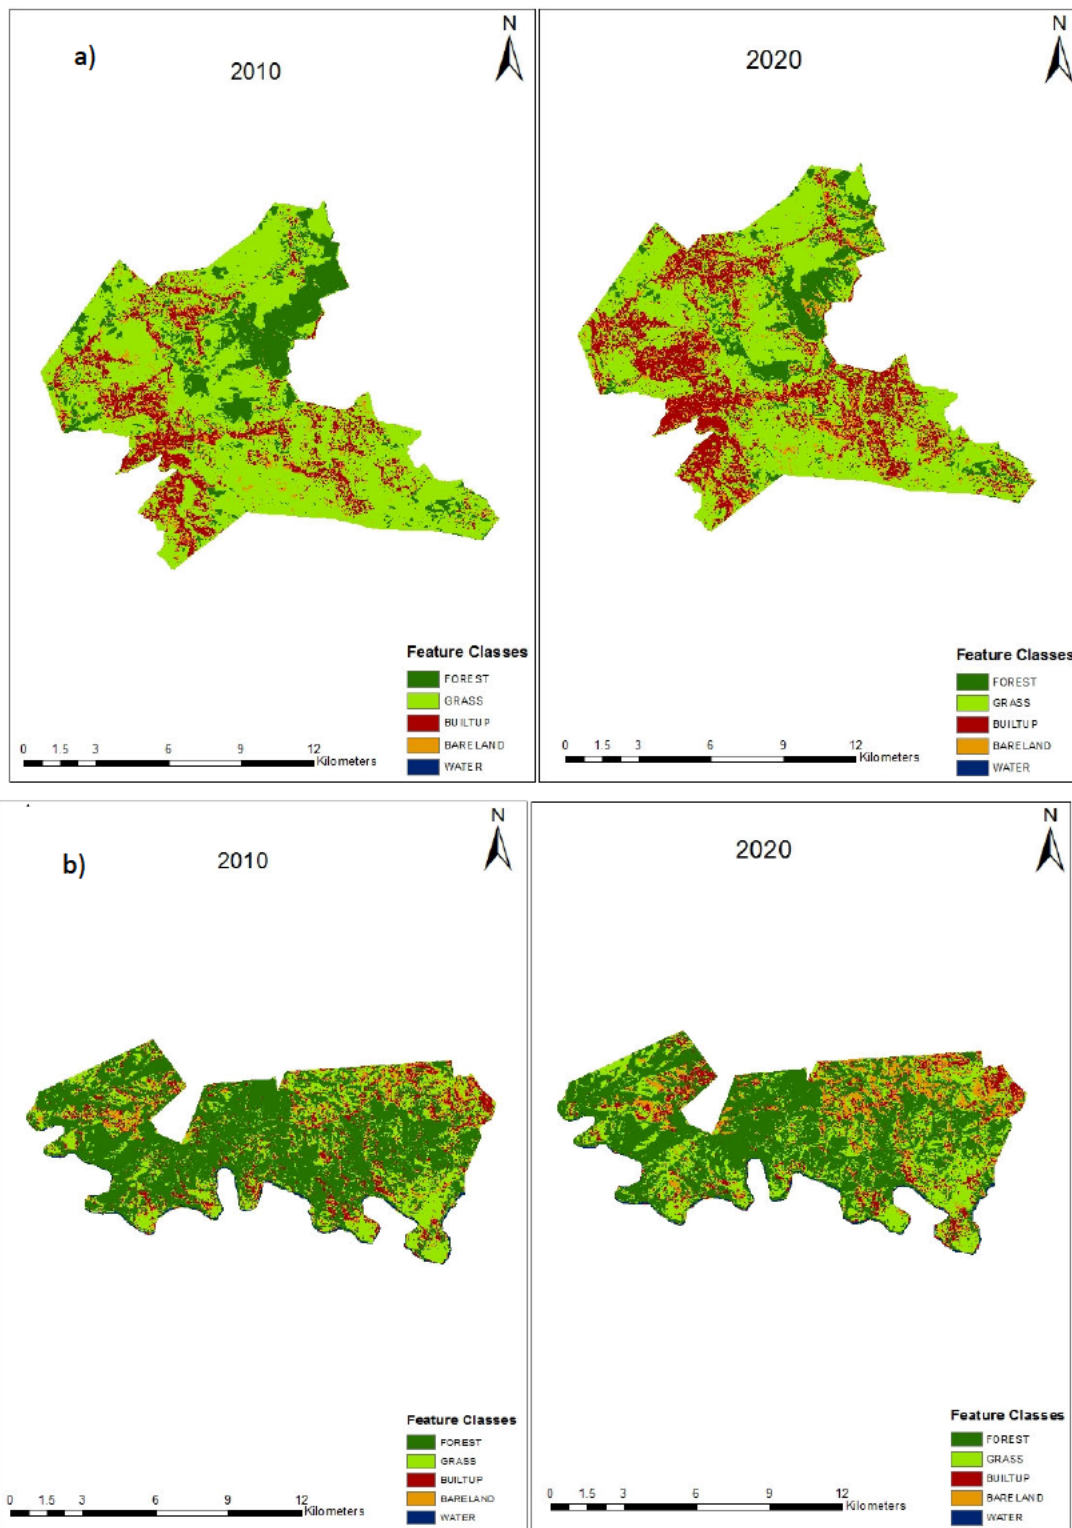 a)
2010
N
Feature Classes
FOREST
GRASS
BUILTUP
BARELAND
WATER
0 1.5 3 6 9 12
Kilometers
2020
N
Feature Classes
FOREST
GRASS
BUILTUP
BARELAND
WATER
0 1.5 3 6 9 12
Kilometers
b)
2010
N
Feature Classes
FOREST
GRASS
BUILTUP
BARELAND
WATER
0 1.5 3 6 9 12
Kilometers
2020
N
Feature Classes
FOREST
GRASS
BUILTUP
BARELAND
WATER
0 1.5 3 6 9 12
Kilometers